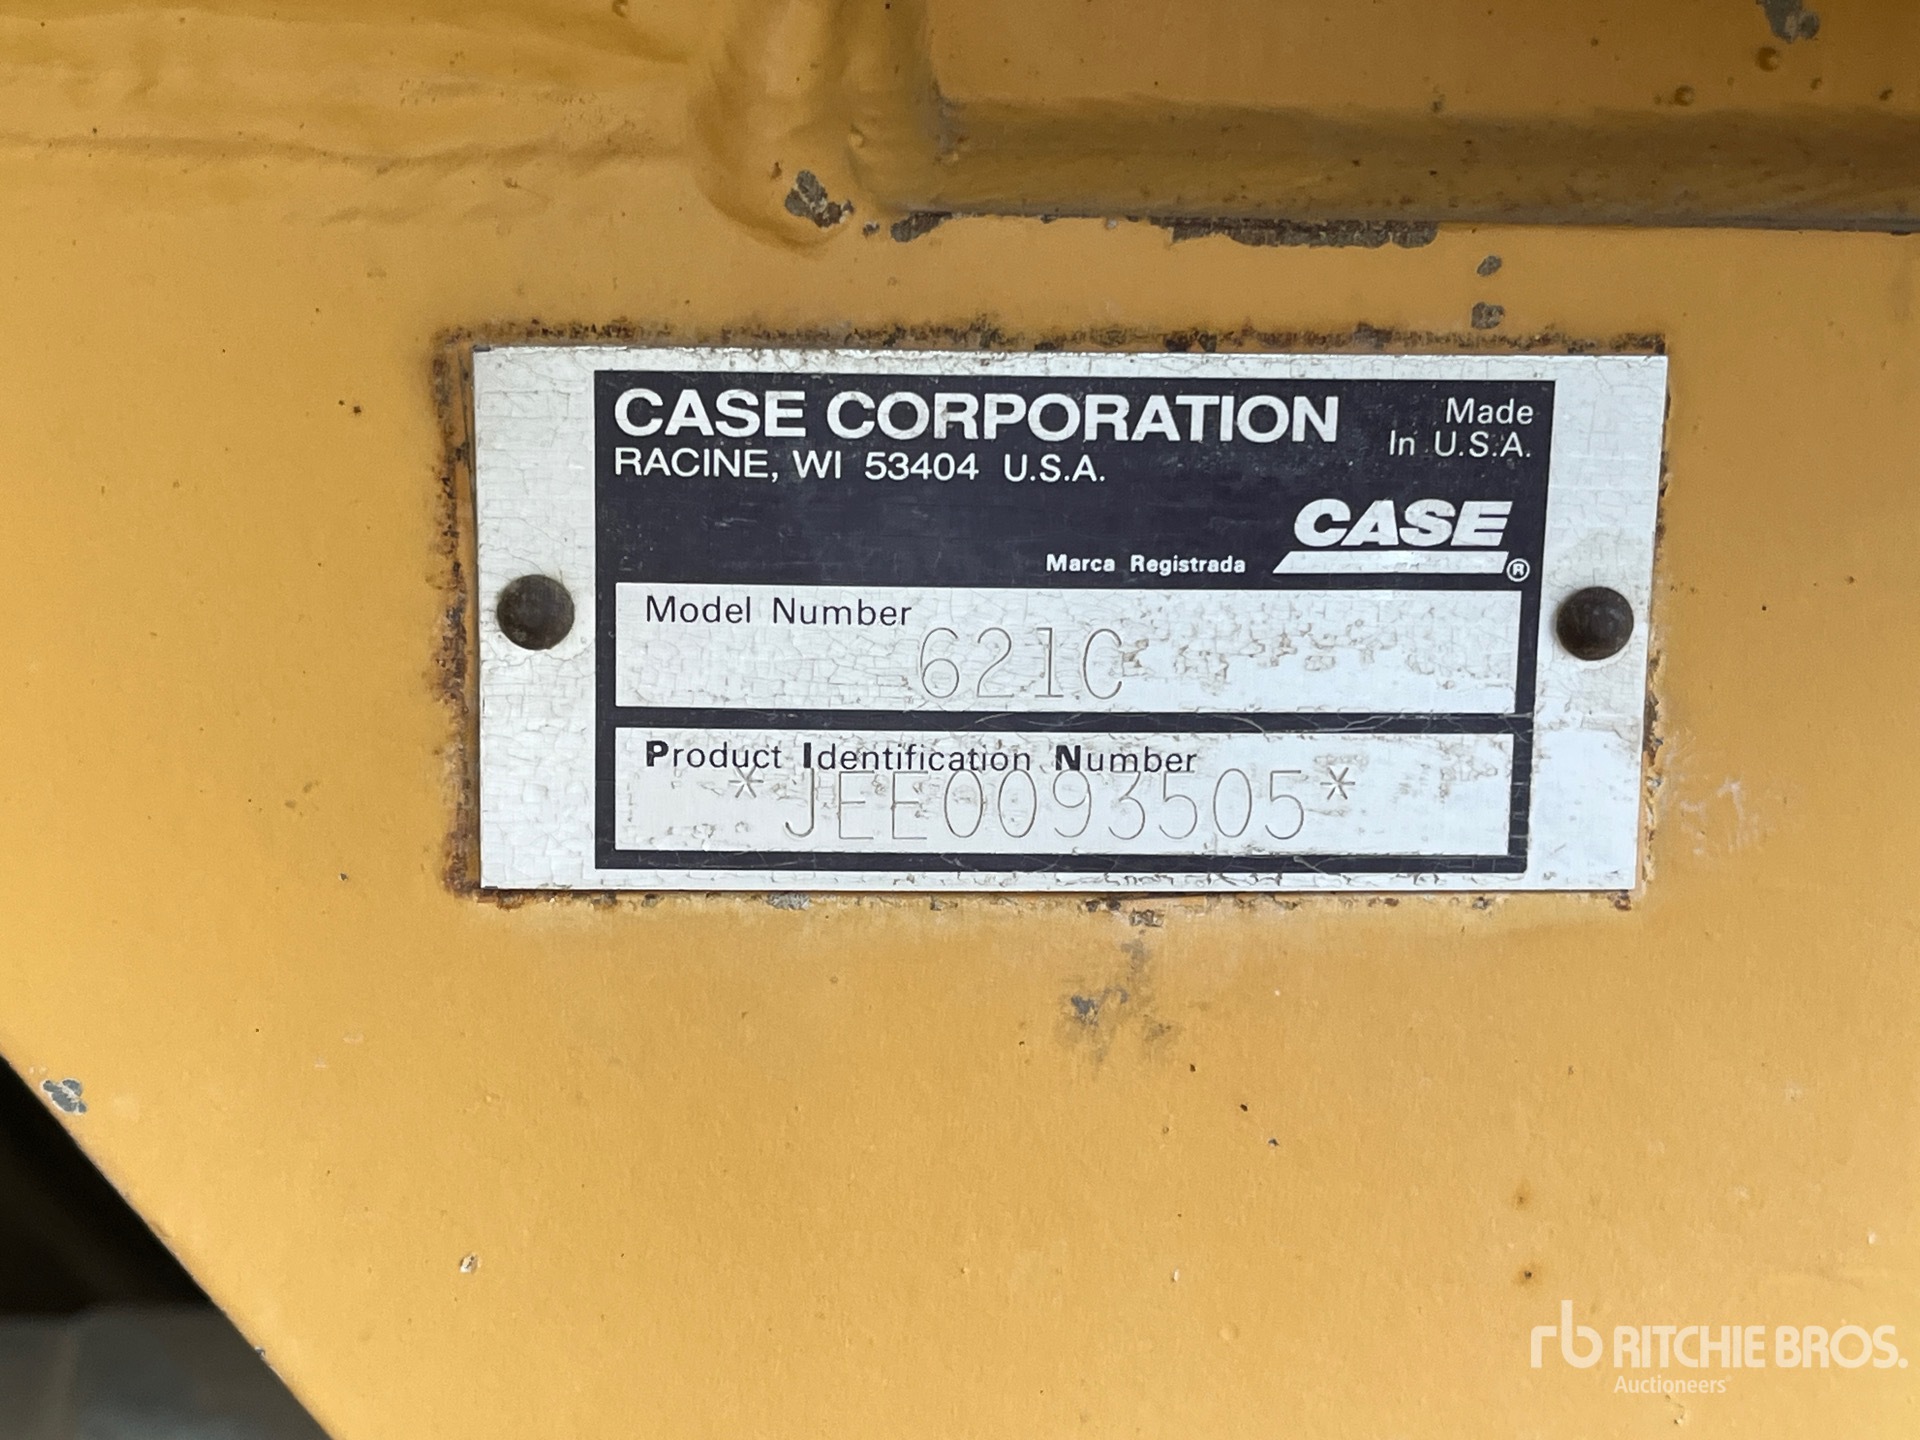 CASE CORPORATION
Made
In U.S.A.
RACINE, WI 53404 U.S.A.
CASE
Marca Registrada
®
Model Number
621C
Product Identification Number
*JEE0093505*
rb RITCHIE BROS.
Auctioneers